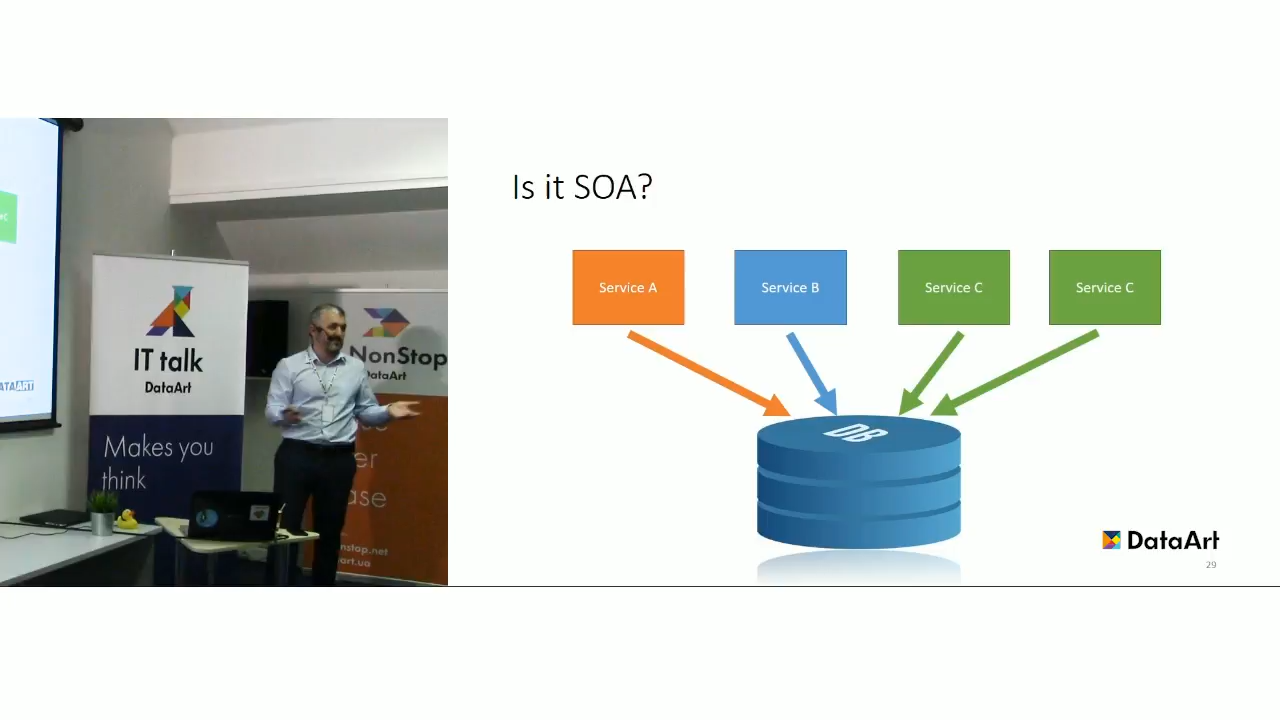 Is it SOA?
Service A
Service B
Service C
Service C
DB
DataArt
29
IT talk
DataArt
Makes you
think
NonStop
DataArt